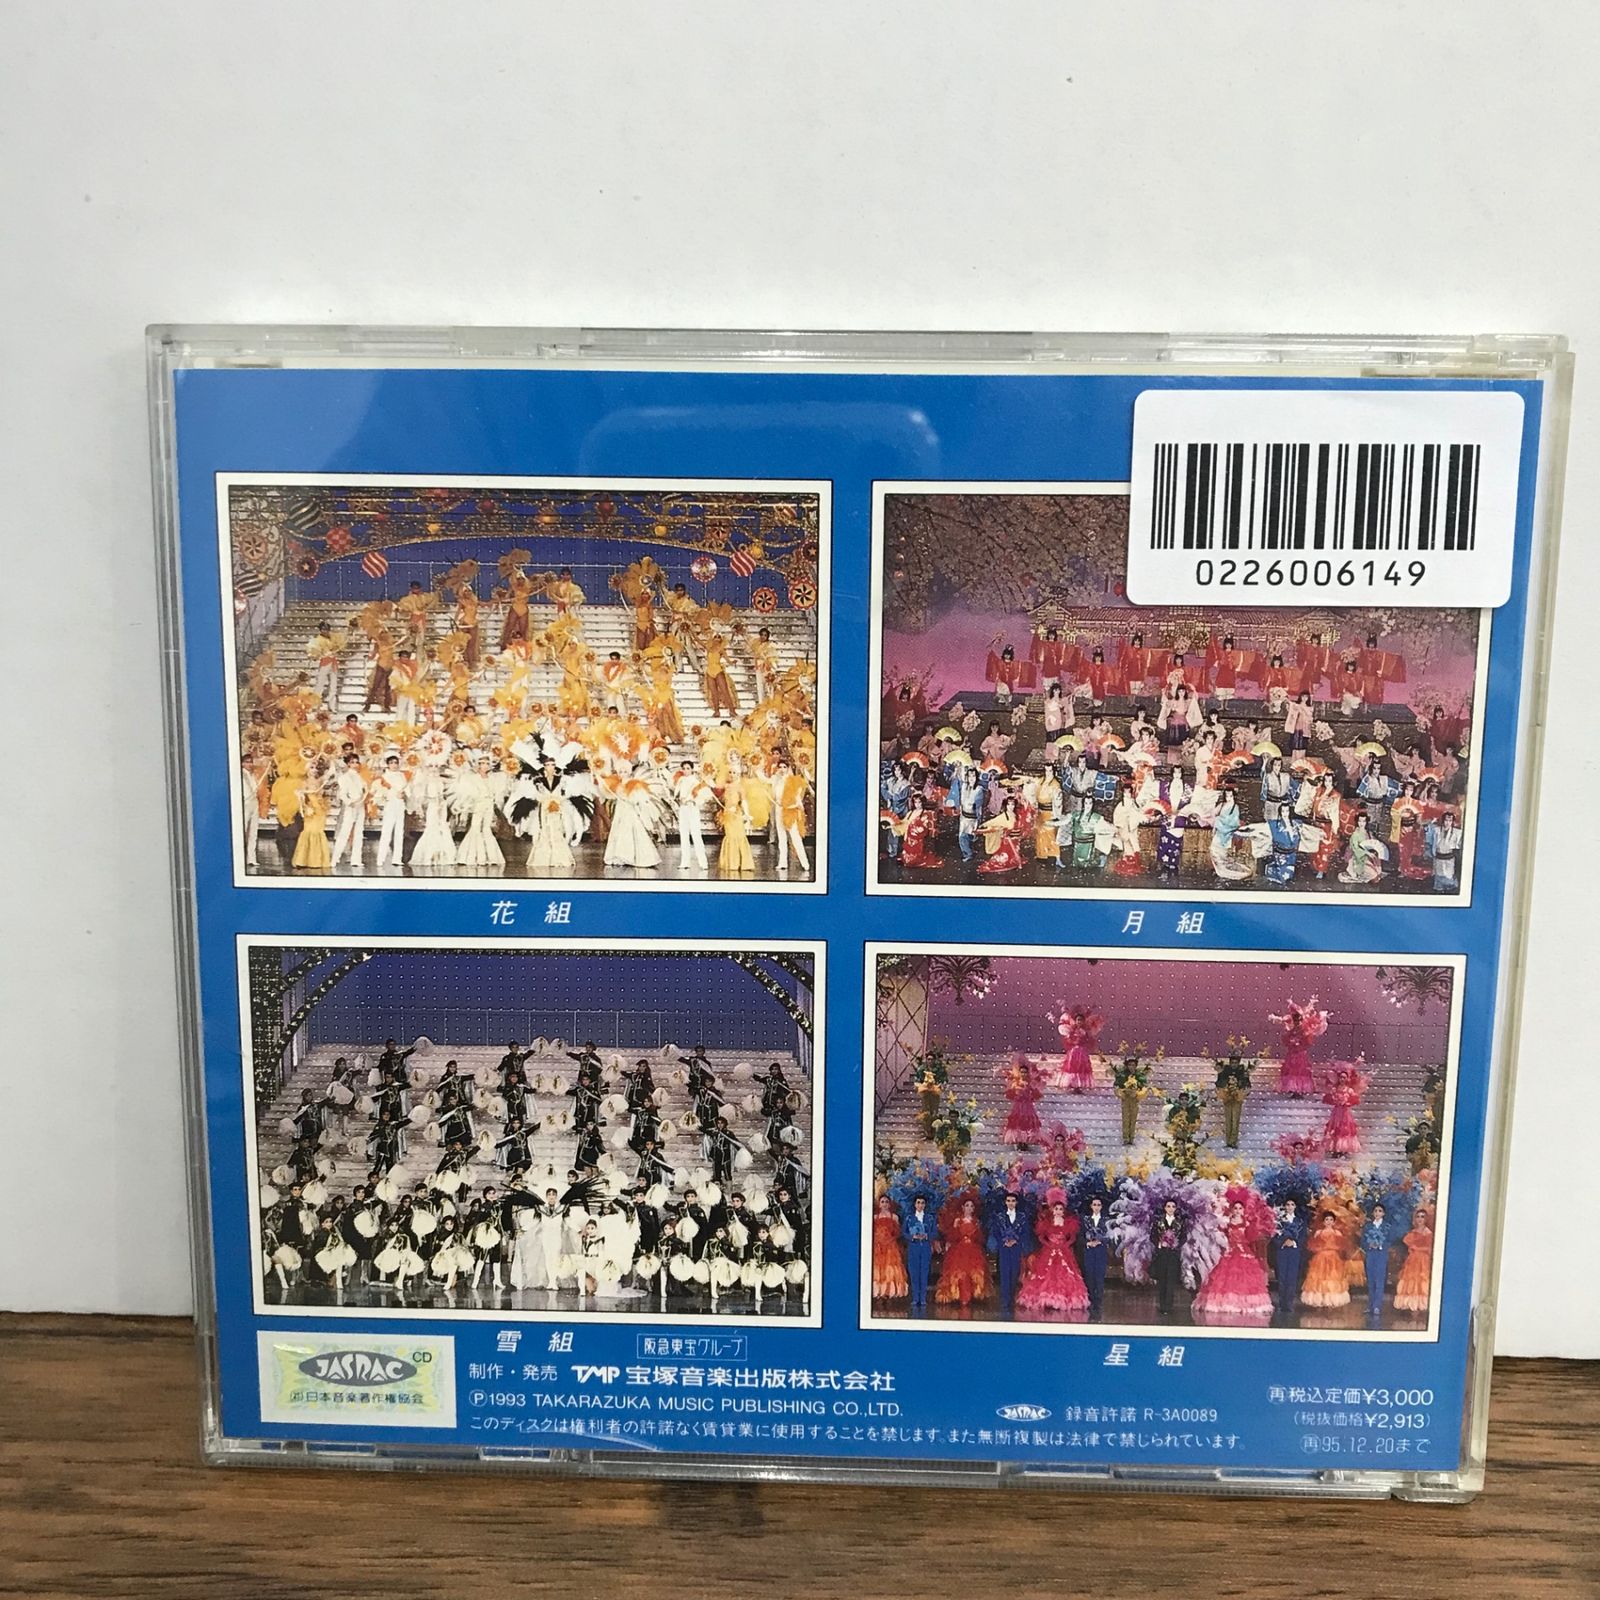 0226006149
花組
月組
雪組
阪急東宝グループ
星組
JASRAC CD
㈳日本音楽著作権協会
制作・発売 TMP 宝塚音楽出版株式会社
Ⓟ1993 TAKARAZUKA MUSIC PUBLISHING CO.,LTD.
JASRAC 録音許諾 R-3A0089
このディスクは権利者の許諾なく賃貸業に使用することを禁じます。また無断複製は法律で禁じられています。
再税込定価¥3,000
(税抜価格¥2,913)
再95.12.20まで